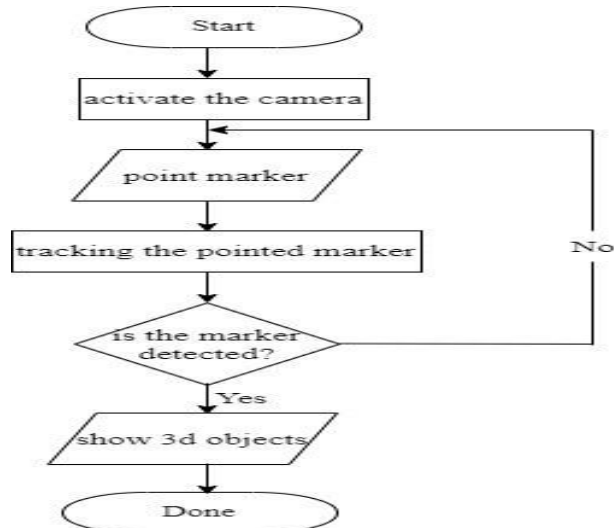 Start
activate the camera
point marker
tracking the pointed marker
No
is the marker
detected?
Yes
show 3d objects
Done